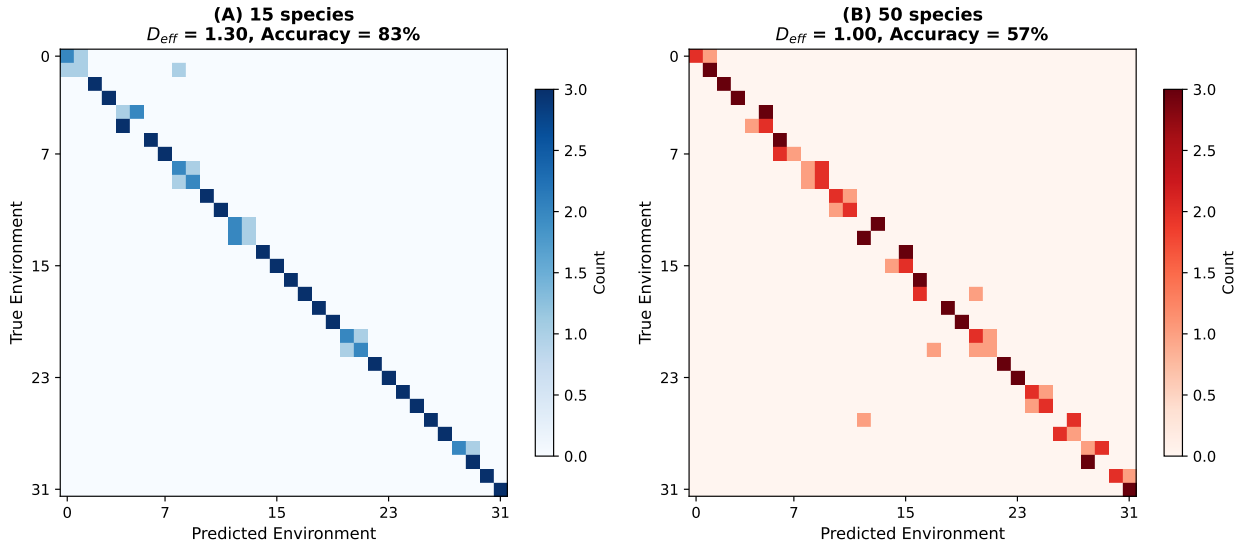 (A) 15 species
D_eff = 1.30, Accuracy = 83%
0
7
15
23
31
True Environment
0 7 15 23 31
Predicted Environment
3.0
2.5
2.0
1.5
1.0
0.5
0.0
Count
(B) 50 species
D_eff = 1.00, Accuracy = 57%
0
7
15
23
31
True Environment
0 7 15 23 31
Predicted Environment
3.0
2.5
2.0
1.5
1.0
0.5
0.0
Count